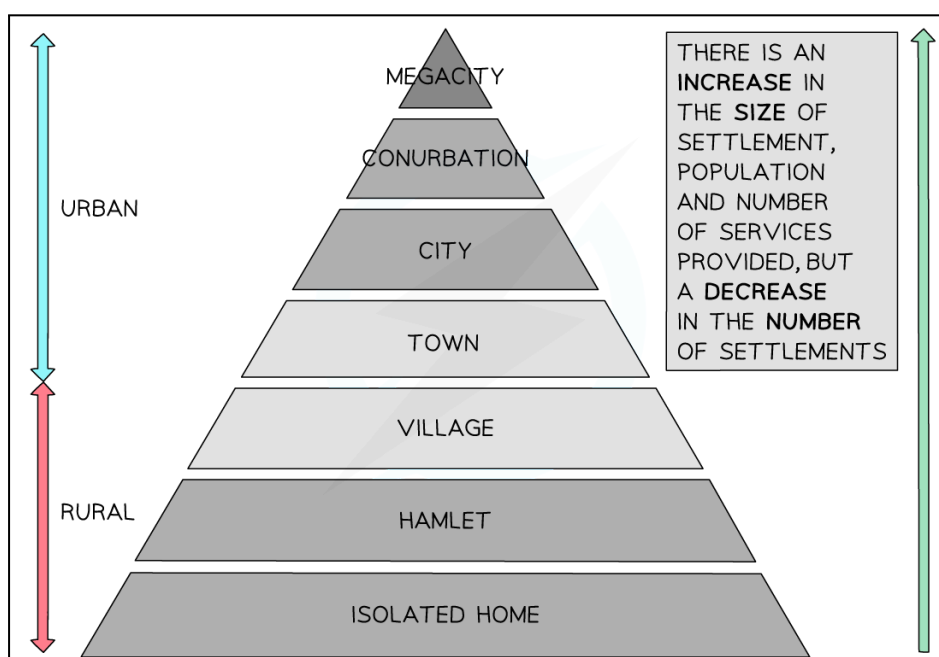 MEGACITY
CONURBATION
CITY
TOWN
VILLAGE
HAMLET
ISOLATED HOME
URBAN
RURAL
THERE IS AN
INCREASE IN
THE SIZE OF
SETTLEMENT,
POPULATION
AND NUMBER
OF SERVICES
PROVIDED, BUT
A DECREASE
IN THE NUMBER
OF SETTLEMENTS